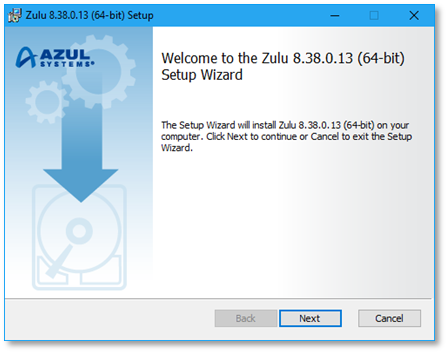 Zulu 8.38.0.13 (64-bit) Setup
AZUL
SYSTEMS®
Welcome to the Zulu 8.38.0.13 (64-bit)
Setup Wizard
The Setup Wizard will install Zulu 8.38.0.13 (64-bit) on your
computer. Click Next to continue or Cancel to exit the Setup
Wizard.
Back
Next
Cancel